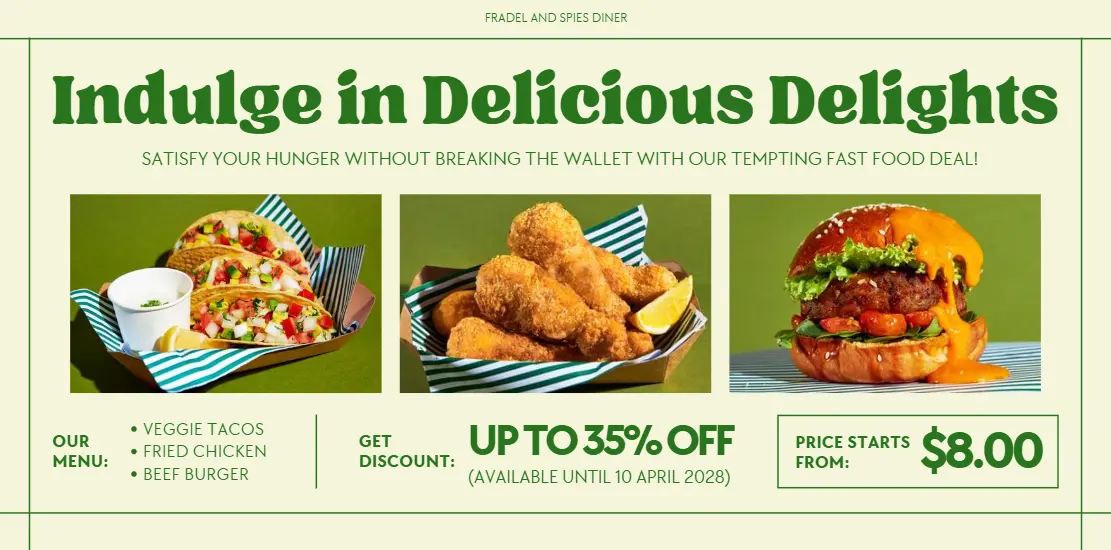 FRADEL AND SPIES DINER
Indulge in Delicious Delights
SATISFY YOUR HUNGER WITHOUT BREAKING THE WALLET WITH OUR TEMPTING FAST FOOD DEAL!
OUR
MENU:
• VEGGIE TACOS
• FRIED CHICKEN
• BEEF BURGER
GET
DISCOUNT:
UP TO 35% OFF
(AVAILABLE UNTIL 10 APRIL 2028)
PRICE STARTS
FROM:
$8.00